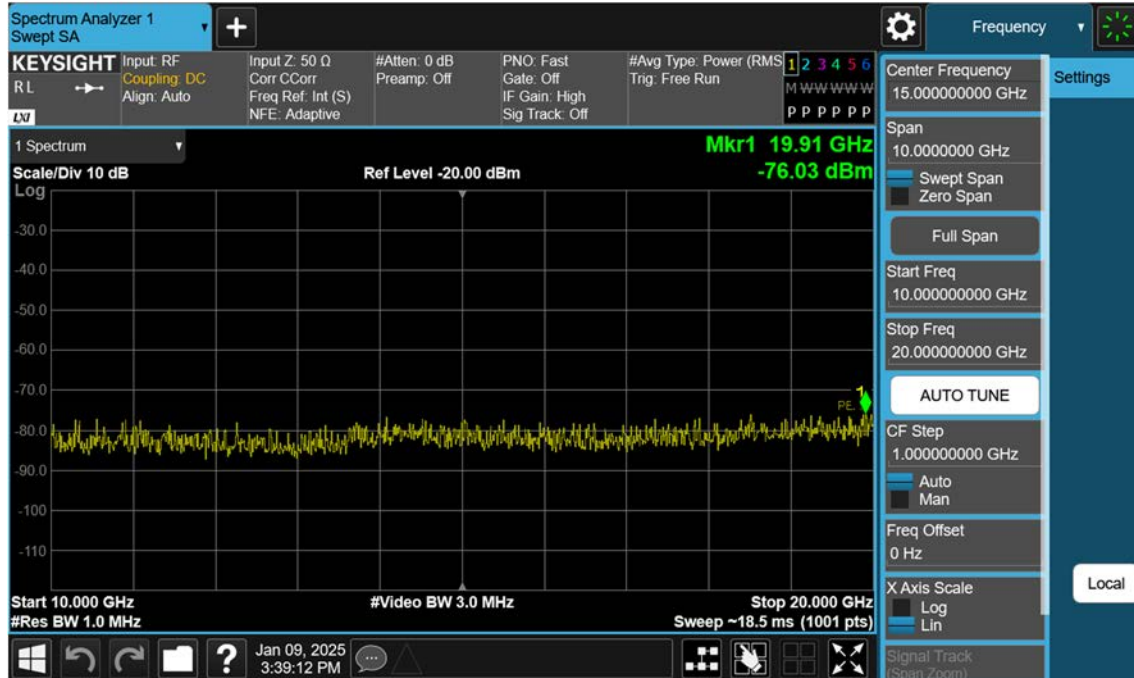 Spectrum Analyzer 1
Swept SA
+
Frequency
KEYSIGHT
R L
LXI
Input: RF
Coupling: DC
Align: Auto
Input Z: 50 Ω
Corr CCorr
Freq Ref: Int (S)
NFE: Adaptive
#Atten: 0 dB
Preamp: Off
PNO: Fast
Gate: Off
IF Gain: High
Sig Track: Off
#Avg Type: Power (RMS
Trig: Free Run
1 2 3 4 5 6
M W W W W W
P P P P P P
1 Spectrum
Mkr1 19.91 GHz
Scale/Div 10 dB
Ref Level -20.00 dBm
-76.03 dBm
Log
-30.0
-40.0
-50.0
-60.0
-70.0
1
-80.0
-90.0
-100
-110
Start 10.000 GHz
#Video BW 3.0 MHz
Stop 20.000 GHz
#Res BW 1.0 MHz
Sweep ~18.5 ms (1001 pts)
?
Jan 09, 2025
3:39:12 PM
Center Frequency
15.000000000 GHz
Span
10.0000000 GHz
Swept Span
Zero Span
Full Span
Start Freq
10.000000000 GHz
Stop Freq
20.000000000 GHz
AUTO TUNE
CF Step
1.000000000 GHz
Auto
Man
Freq Offset
0 Hz
X Axis Scale
Log
Lin
Signal Track
(Span Zoom)
Settings
Local